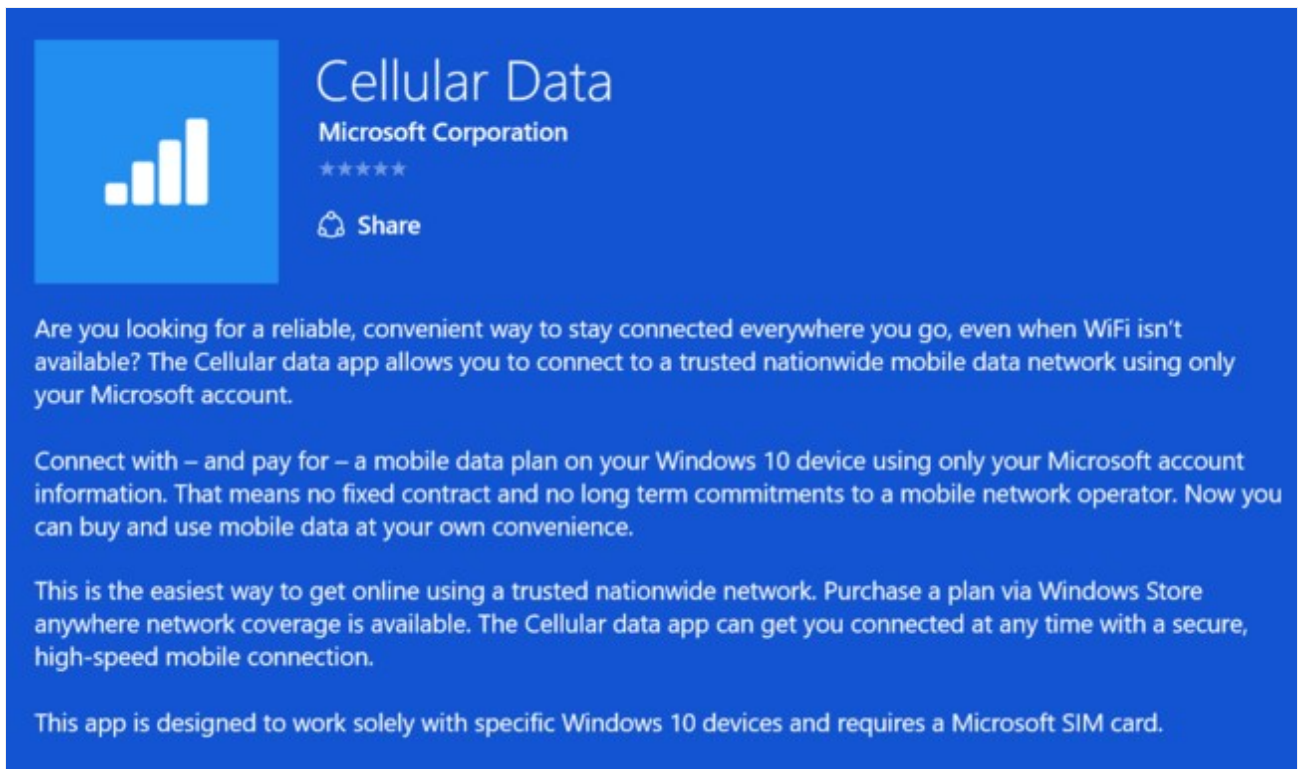 Cellular Data
Microsoft Corporation
Share
Are you looking for a reliable, convenient way to stay connected everywhere you go, even when WiFi isn't
available? The Cellular data app allows you to connect to a trusted nationwide mobile data network using only
your Microsoft account.
Connect with – and pay for – a mobile data plan on your Windows 10 device using only your Microsoft account
information. That means no fixed contract and no long term commitments to a mobile network operator. Now you
can buy and use mobile data at your own convenience.
This is the easiest way to get online using a trusted nationwide network. Purchase a plan via Windows Store
anywhere network coverage is available. The Cellular data app can get you connected at any time with a secure,
high-speed mobile connection.
This app is designed to work solely with specific Windows 10 devices and requires a Microsoft SIM card.